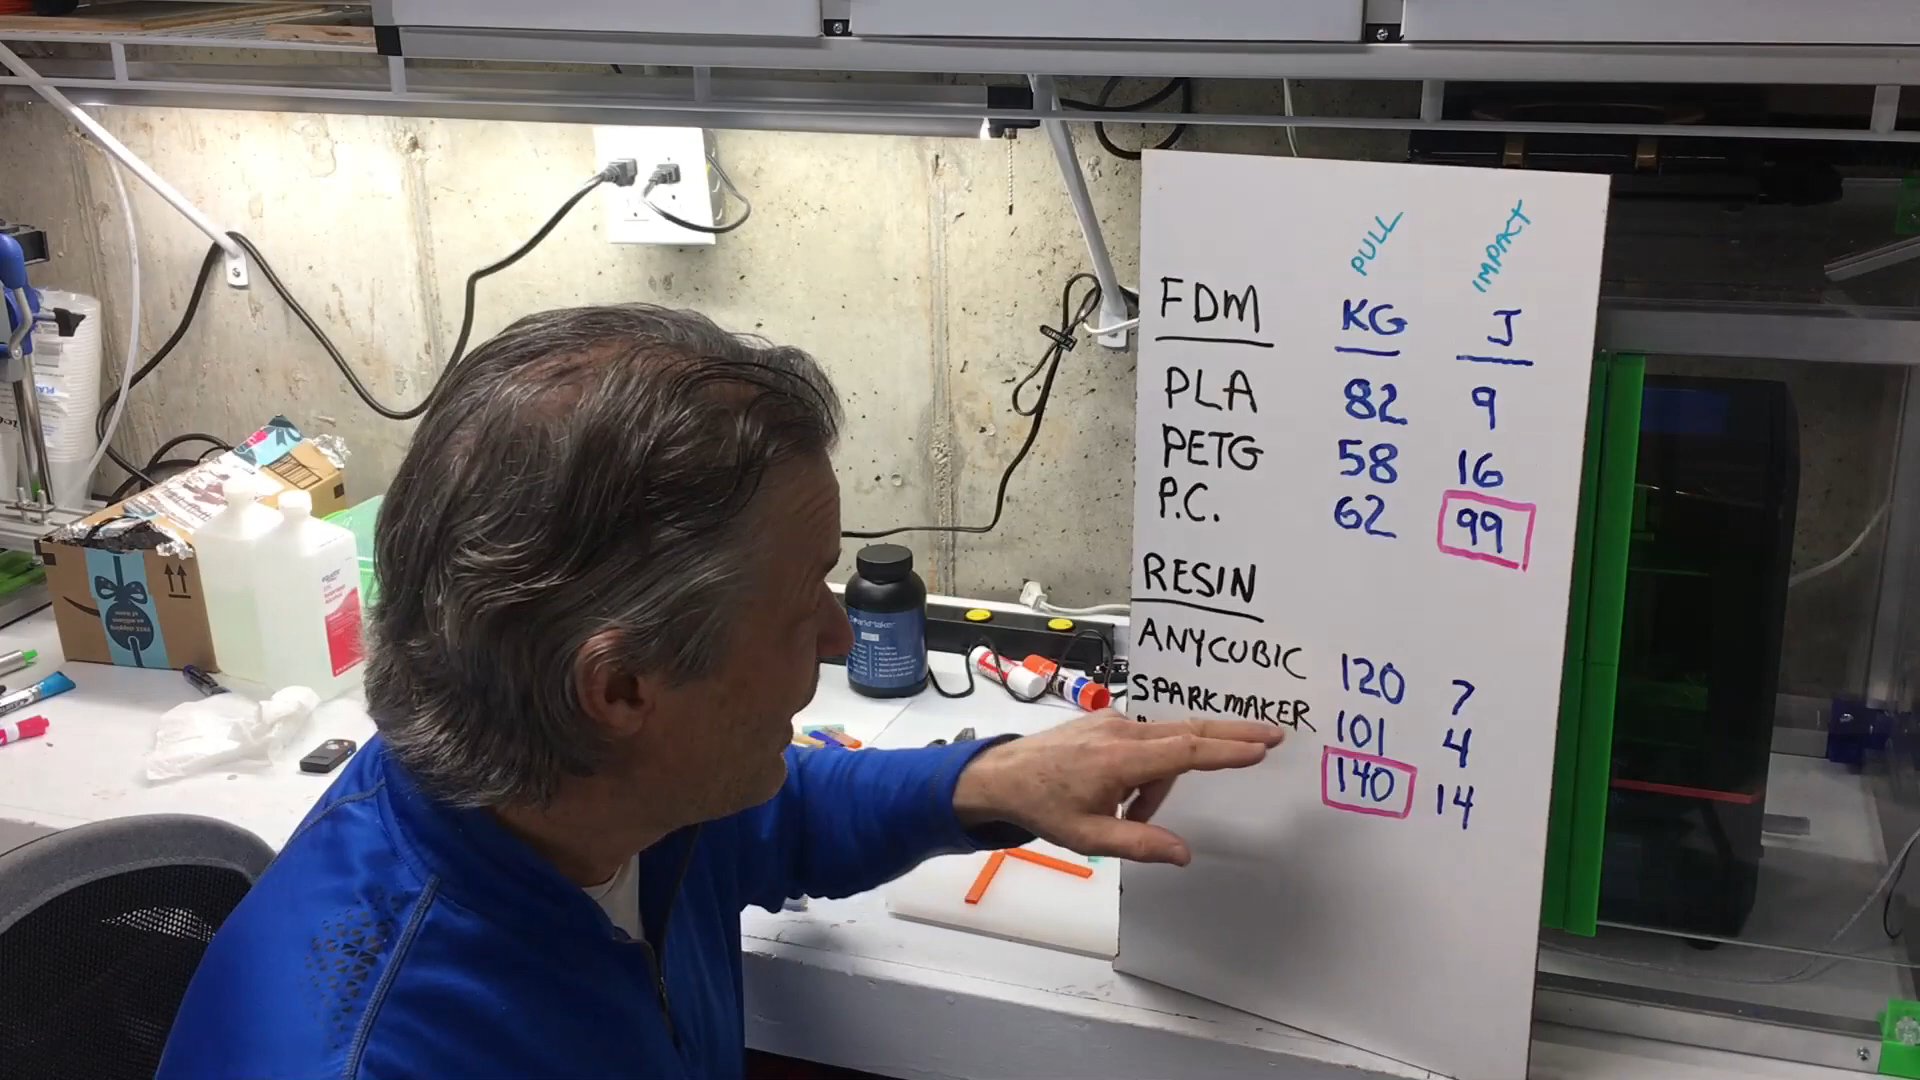 PULL IMPACT
FDM KG J
PLA 82 9
PETG 58 16
P.C. 62 99
RESIN
ANYCUBIC 120 7
SPARKMAKER 101 4
140 14
SparkMaker